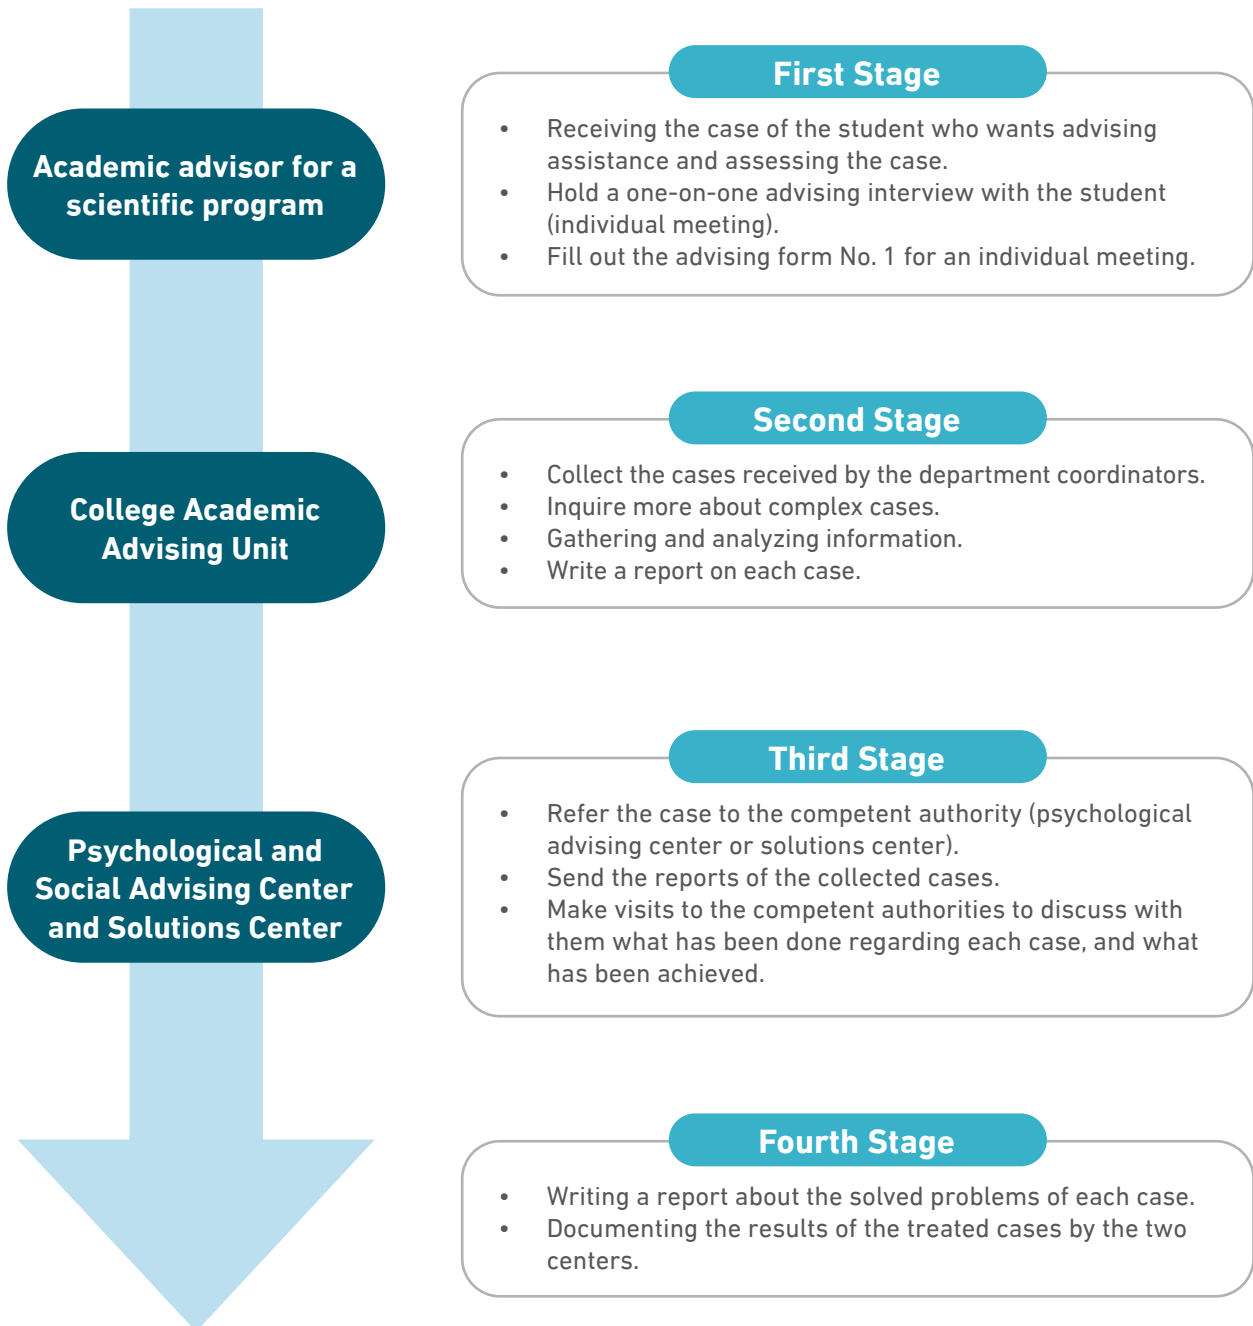 Academic advisor for a
scientific program
First Stage
• Receiving the case of the student who wants advising
assistance and assessing the case.
• Hold a one-on-one advising interview with the student
(individual meeting).
• Fill out the advising form No. 1 for an individual meeting.
College Academic
Advising Unit
Second Stage
• Collect the cases received by the department coordinators.
• Inquire more about complex cases.
• Gathering and analyzing information.
• Write a report on each case.
Psychological and
Social Advising Center
and Solutions Center
Third Stage
• Refer the case to the competent authority (psychological
advising center or solutions center).
• Send the reports of the collected cases.
• Make visits to the competent authorities to discuss with
them what has been done regarding each case, and what
has been achieved.
Fourth Stage
• Writing a report about the solved problems of each case.
• Documenting the results of the treated cases by the two
centers.